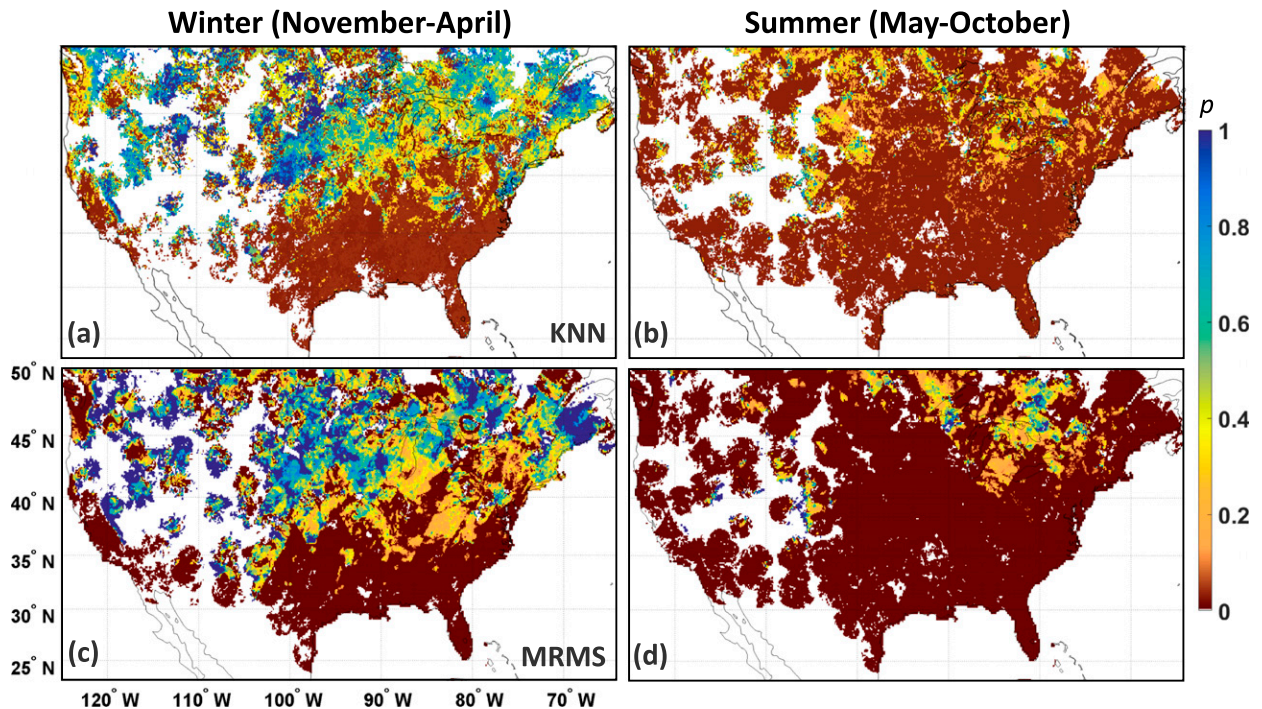 Winter (November-April)
Summer (May-October)
(a)
KNN
(b)
p
1
0.8
0.6
0.4
0.2
0
50° N
45° N
40° N
35° N
30° N
25° N
(c)
MRMS
(d)
120° W
110° W
100° W
90° W
80° W
70° W